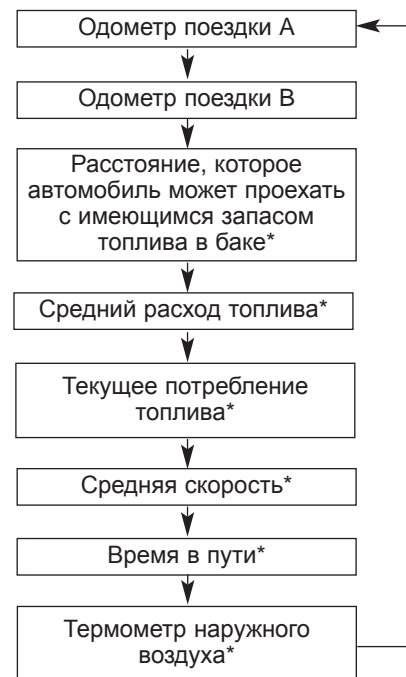 Одометр поездки А
Одометр поездки В
Расстояние, которое
автомобиль может проехать
с имеющимся запасом
топлива в баке*
Средний расход топлива*
Текущее потребление
топлива*
Средняя скорость*
Время в пути*
Термометр наружного
воздуха*